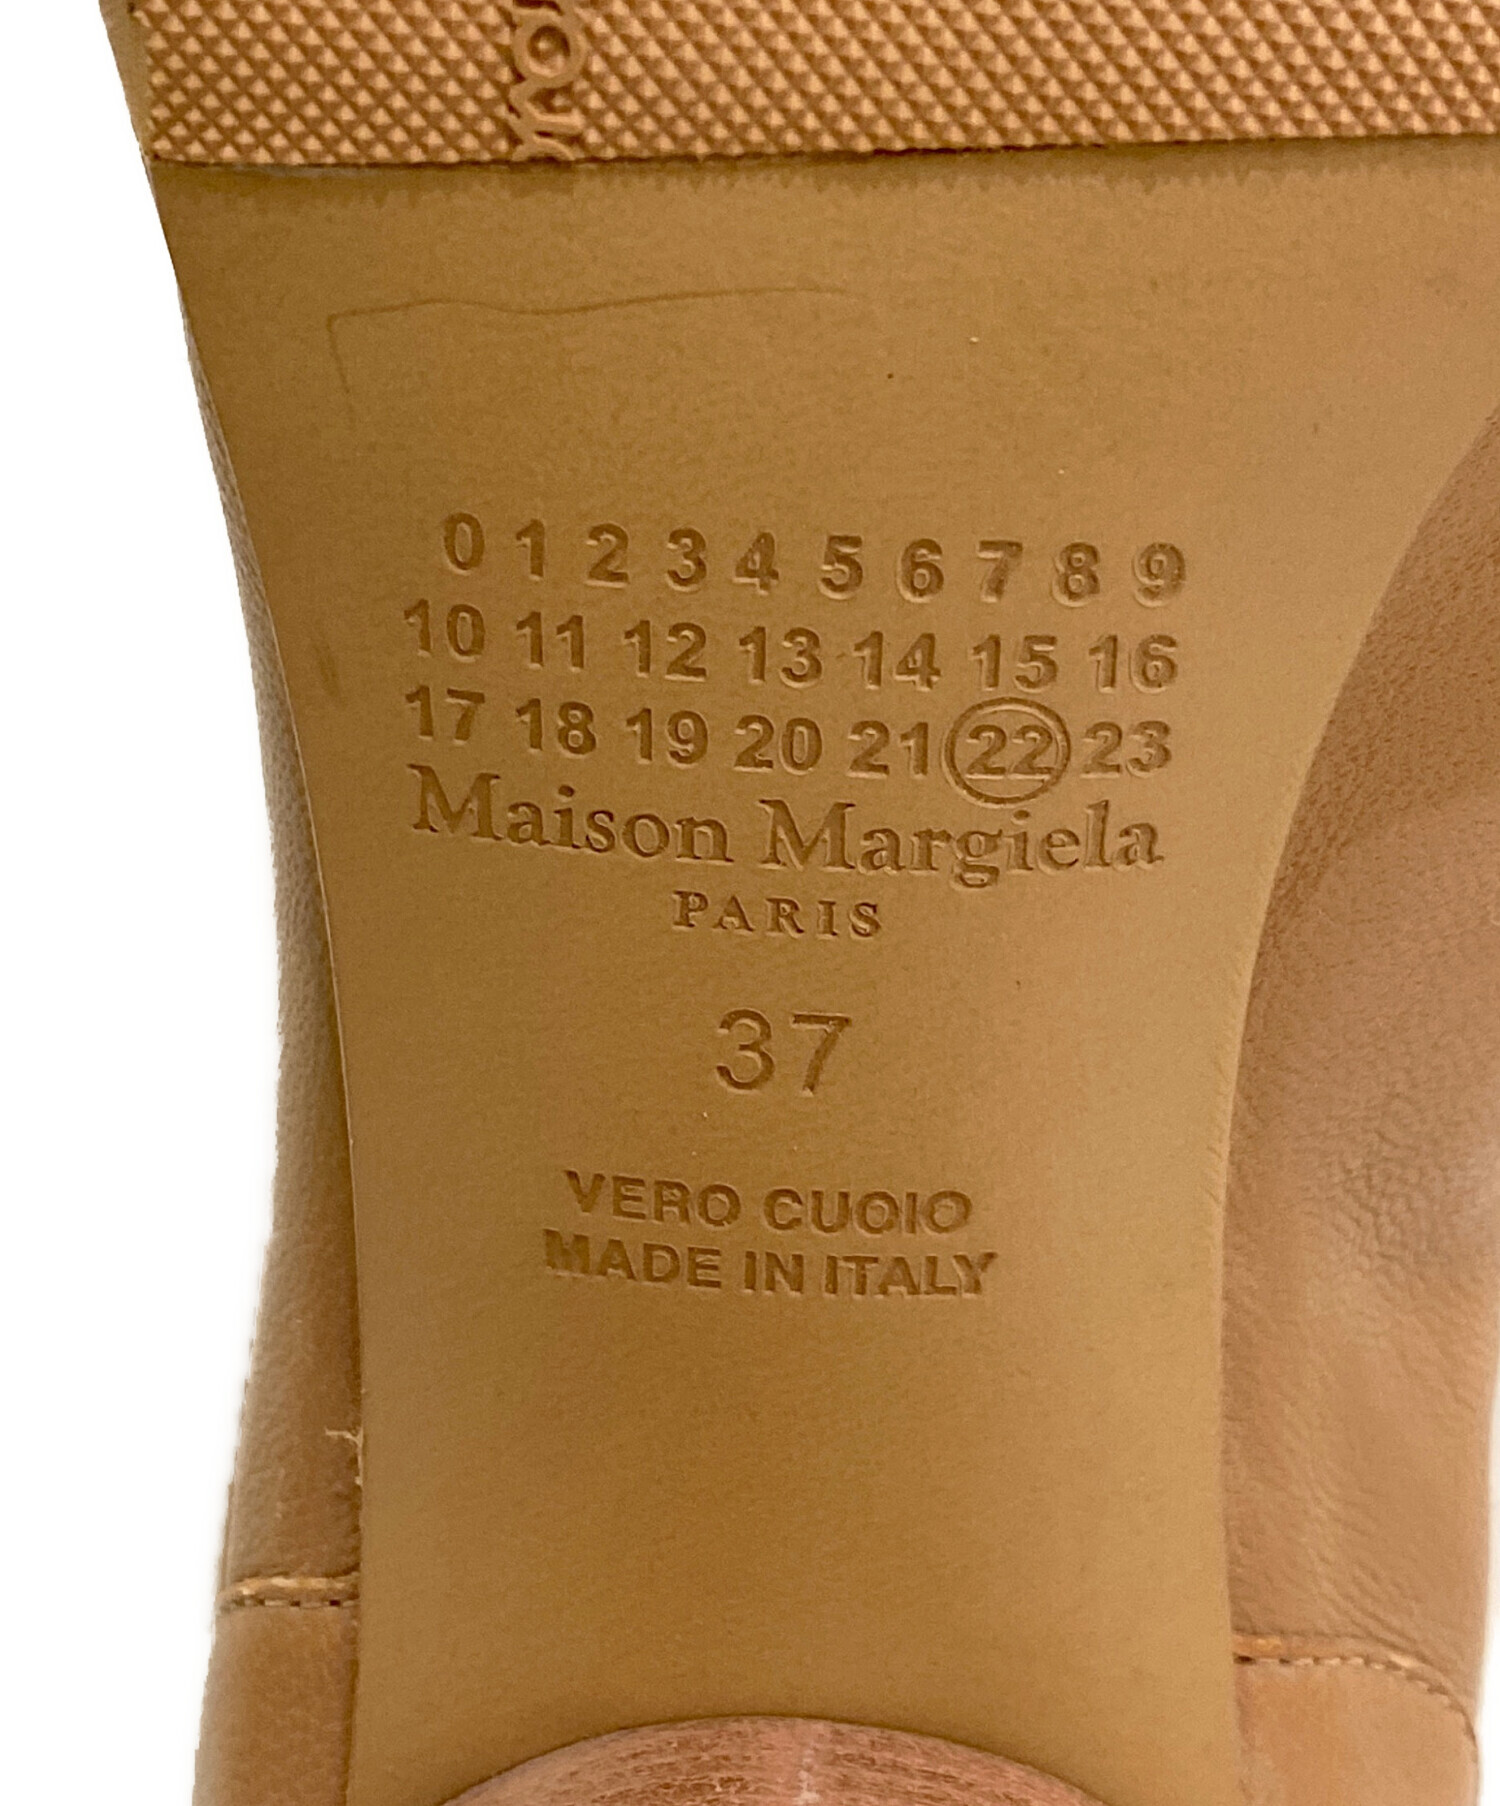 0 1 2 3 4 5 6 7 8 9
10 11 12 13 14 15 16
17 18 19 20 21 22 23
Maison Margiela
PARIS
37
VERO CUOIO
MADE IN ITALY